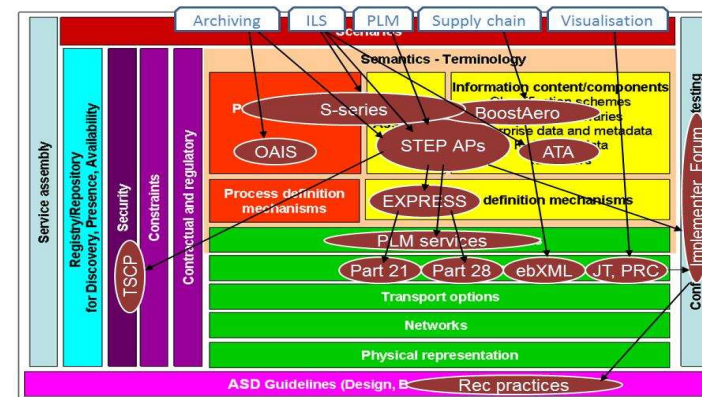 Archiving
ILS
PLM
Supply chain
Visualisation
Scenarios
Semantics - Terminology
Information content/components
S-series
BoostAero
STEP APs
OAIS
ATA
Process definition
mechanisms
EXPRESS
definition mechanisms
PLM services
Part 21
Part 28
ebXML
JT, PRC
Transport options
Networks
Physical representation
ASD Guidelines (Design, B
Rec practices
Service assembly
Registry/Repository
for Discovery, Presence, Availability
Security
TSCP
Constraints
Contractual and regulatory
testing
Implementer Forum